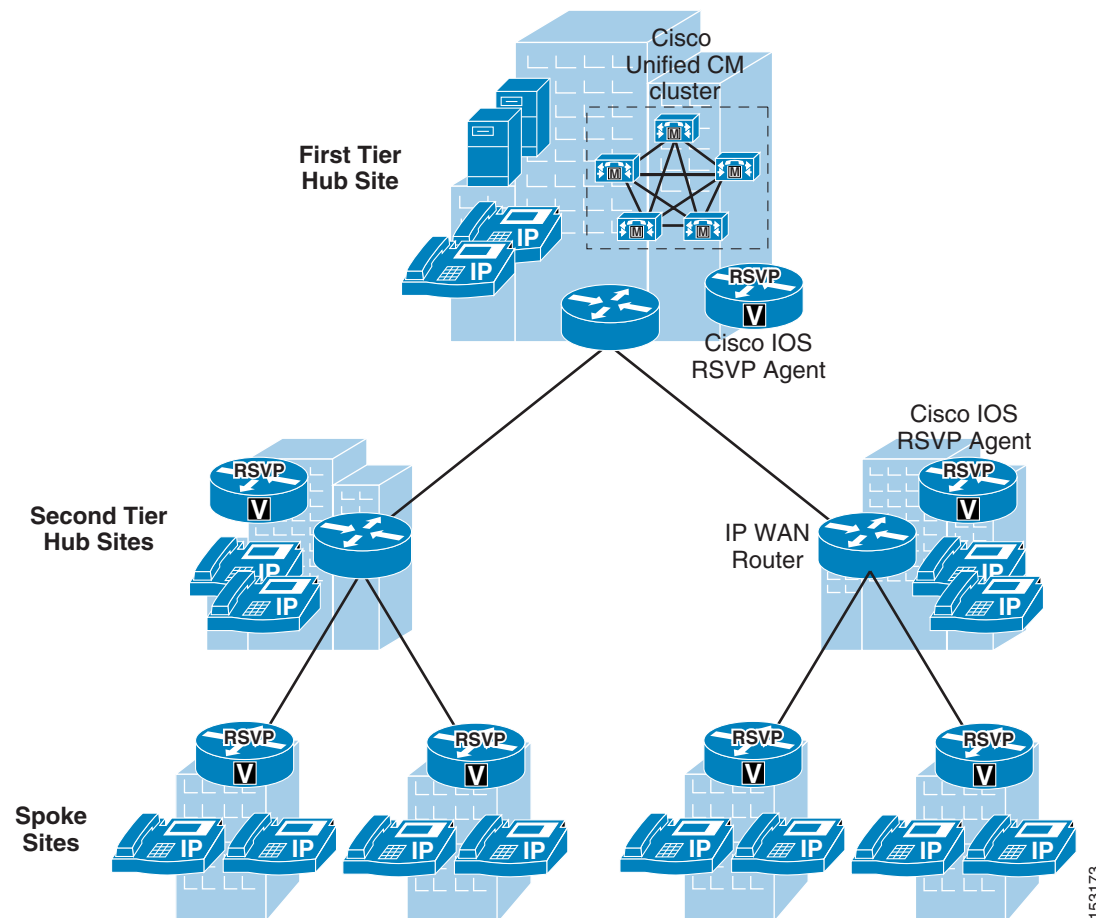 Cisco
Unified CM
cluster
M
M
M
M
M
First Tier
Hub Site
IP
IP
RSVP
V
Cisco IOS
RSVP Agent
Cisco IOS
RSVP Agent
RSVP
V
RSVP
V
Second Tier
Hub Sites
IP WAN
Router
IP
IP
IP
IP
RSVP
V
RSVP
V
RSVP
V
RSVP
V
Spoke
Sites
IP
IP
IP
IP
IP
IP
IP
IP
153173